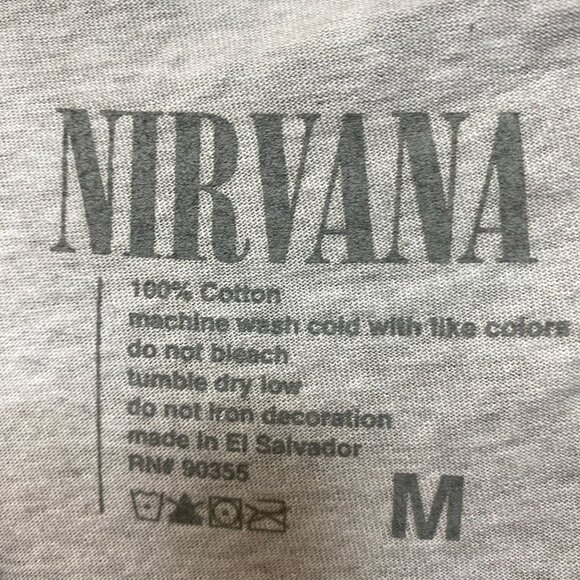 NIRVANA
100% Cotton
machine wash cold with like colors
do not bleach
tumble dry low
do not iron decoration
made in El Salvador
RN# 90355
M